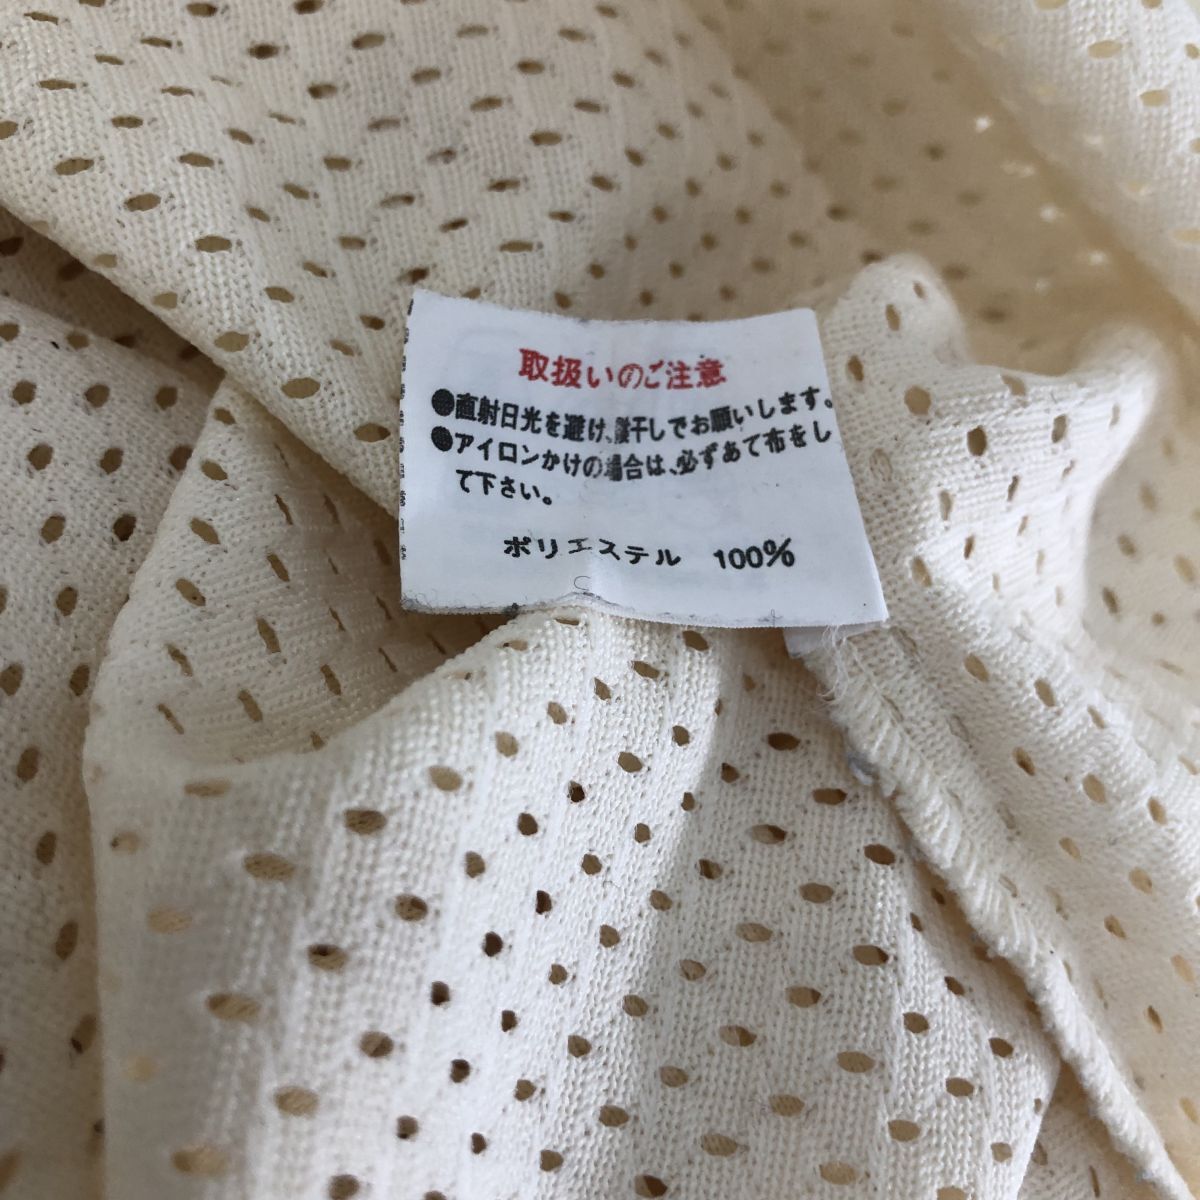 取扱いのご注意
●直射日光を避け、陰干しでお願いします。
●アイロンかけの場合は、必ずあて布をし
て下さい。
ポリエステル 100%